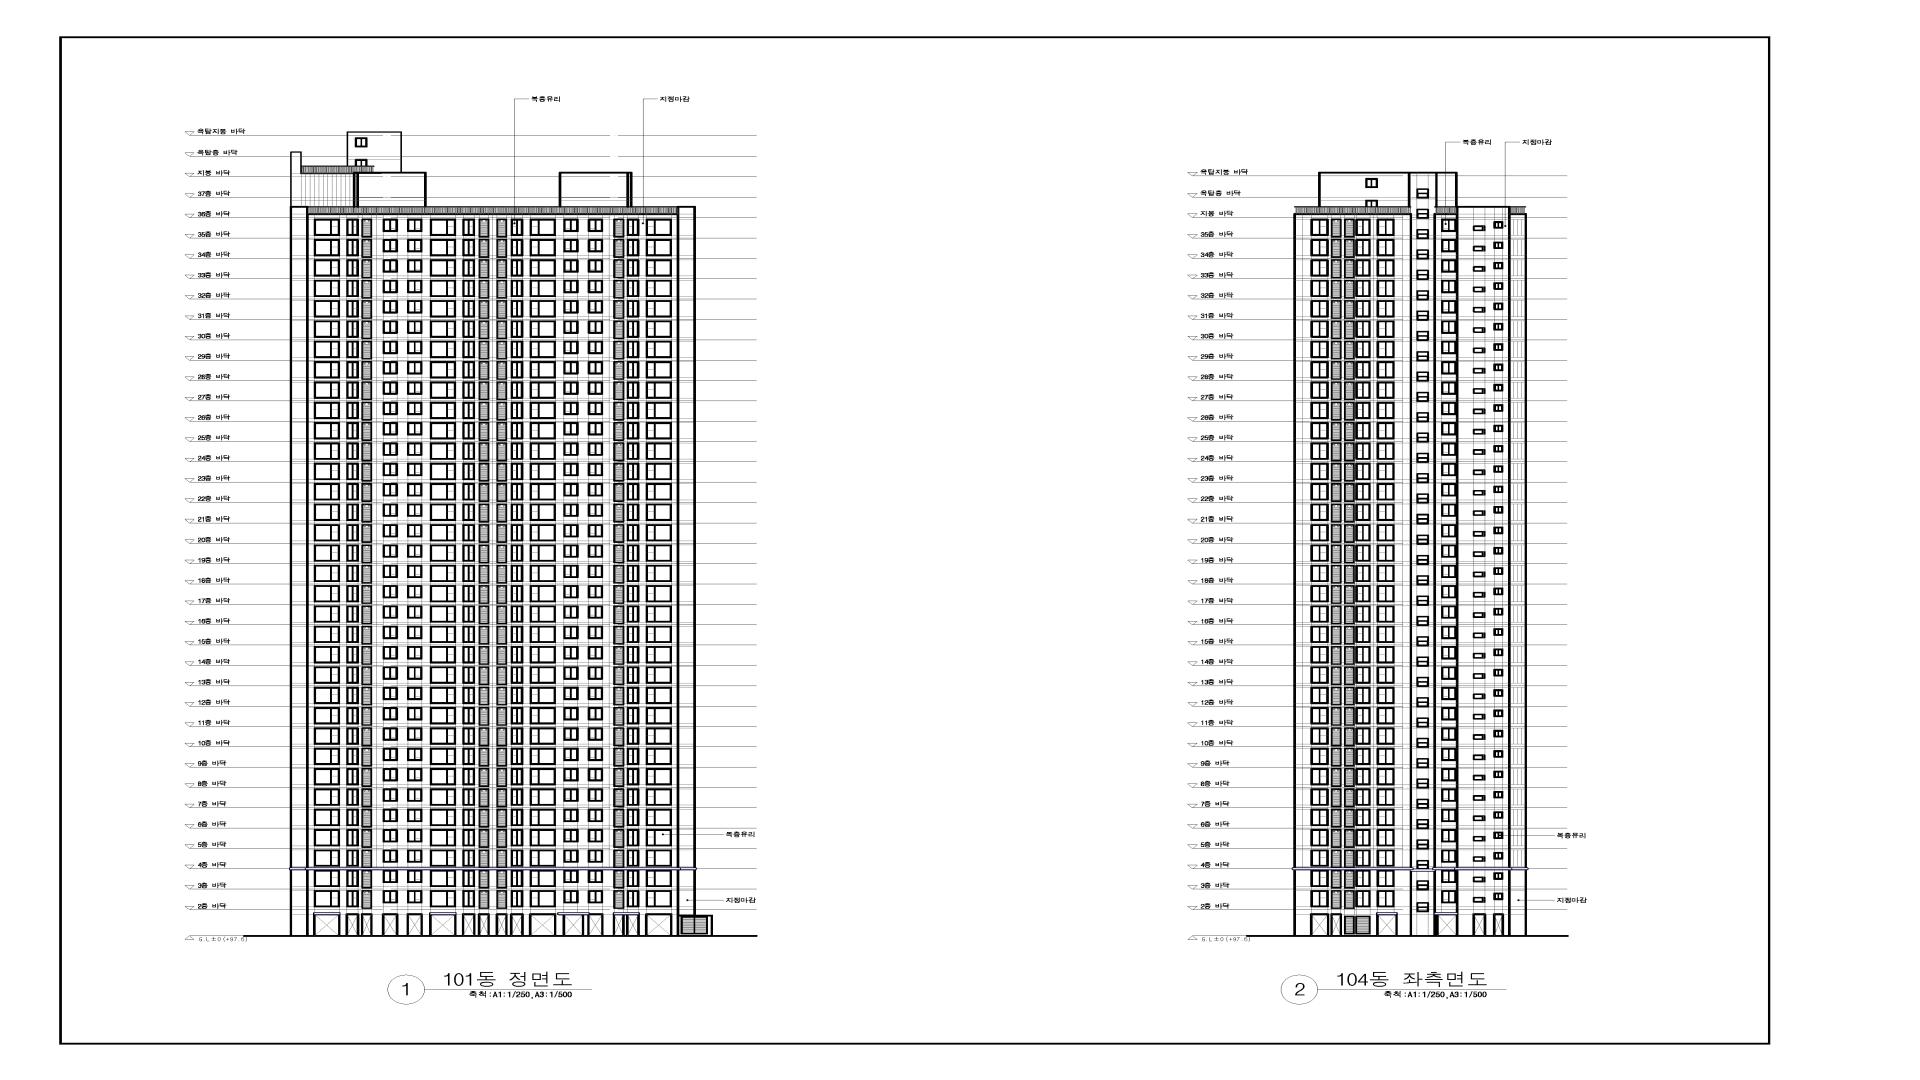 복층유리
지정마감
옥탑지붕 바닥
옥탑층 바닥
지붕 바닥
37층 바닥
36층 바닥
35층 바닥
34층 바닥
33층 바닥
32층 바닥
31층 바닥
30층 바닥
29층 바닥
28층 바닥
27층 바닥
26층 바닥
25층 바닥
24층 바닥
23층 바닥
22층 바닥
21층 바닥
20층 바닥
19층 바닥
18층 바닥
17층 바닥
16층 바닥
15층 바닥
14층 바닥
13층 바닥
12층 바닥
11층 바닥
10층 바닥
9층 바닥
8층 바닥
7층 바닥
6층 바닥
5층 바닥
4층 바닥
3층 바닥
2층 바닥
G.L ±0 (+97.6)
복층유리
지정마감
1
101동 정면도
축척 : A1 : 1/250 , A3 : 1/500
복층유리
지정마감
옥탑지붕 바닥
옥탑층 바닥
지붕 바닥
35층 바닥
34층 바닥
33층 바닥
32층 바닥
31층 바닥
30층 바닥
29층 바닥
28층 바닥
27층 바닥
26층 바닥
25층 바닥
24층 바닥
23층 바닥
22층 바닥
21층 바닥
20층 바닥
19층 바닥
18층 바닥
17층 바닥
16층 바닥
15층 바닥
14층 바닥
13층 바닥
12층 바닥
11층 바닥
10층 바닥
9층 바닥
8층 바닥
7층 바닥
6층 바닥
5층 바닥
4층 바닥
3층 바닥
2층 바닥
G.L ±0 (+97.6)
복층유리
지정마감
2
104동 좌측면도
축척 : A1 : 1/250 , A3 : 1/500